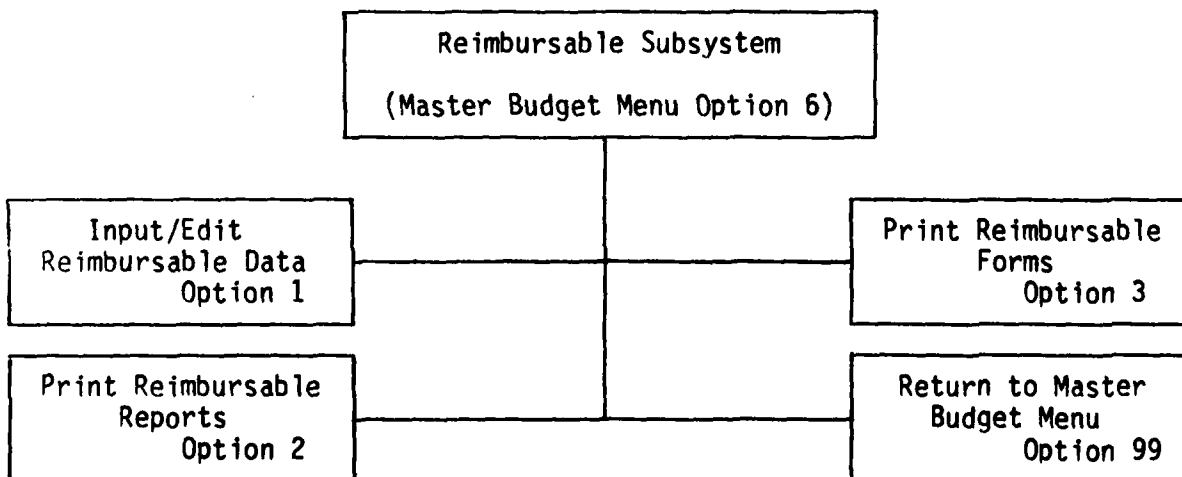 Reimbursable Subsystem
(Master Budget Menu Option 6)
Input/Edit
Reimbursable Data
Option 1
Print Reimbursable
Forms
Option 3
Print Reimbursable
Reports
Option 2
Return to Master
Budget Menu
Option 99